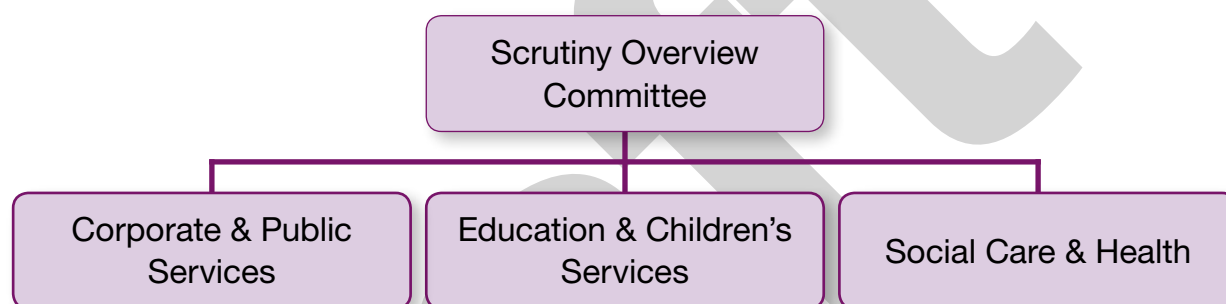 Scrutiny Overview
Committee
Corporate & Public
Services
Education & Children's
Services
Social Care & Health